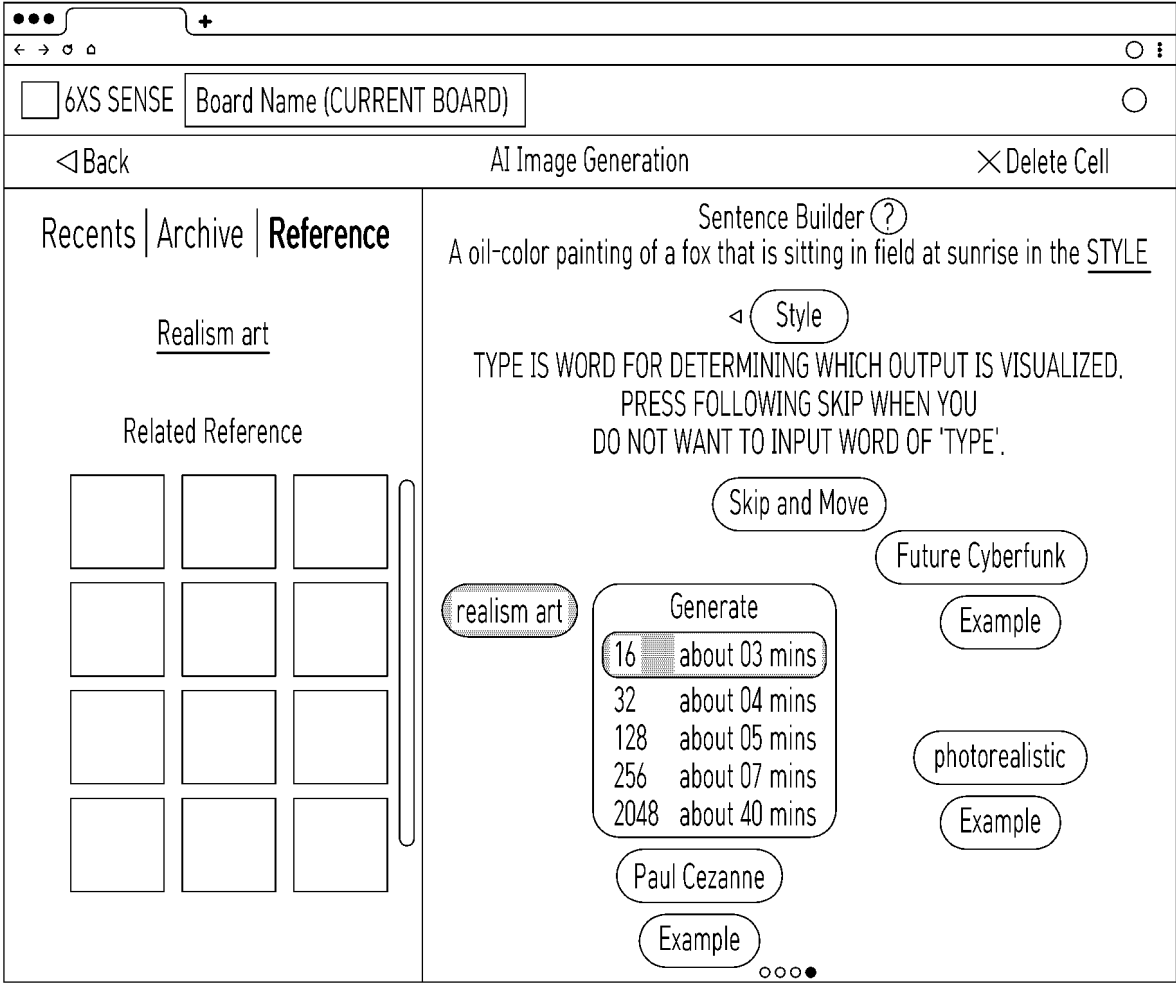 6XS SENSE
Board Name (CURRENT BOARD)
Back
AI Image Generation
Delete Cell
Recents | Archive | Reference
Realism art
Related Reference
Sentence Builder ?
A oil-color painting of a fox that is sitting in field at sunrise in the STYLE
Style
TYPE IS WORD FOR DETERMINING WHICH OUTPUT IS VISUALIZED.
PRESS FOLLOWING SKIP WHEN YOU
DO NOT WANT TO INPUT WORD OF 'TYPE'.
Skip and Move
Future Cyberfunk
Example
realism art
Generate
16 about 03 mins
32 about 04 mins
128 about 05 mins
256 about 07 mins
2048 about 40 mins
photorealistic
Example
Paul Cezanne
Example